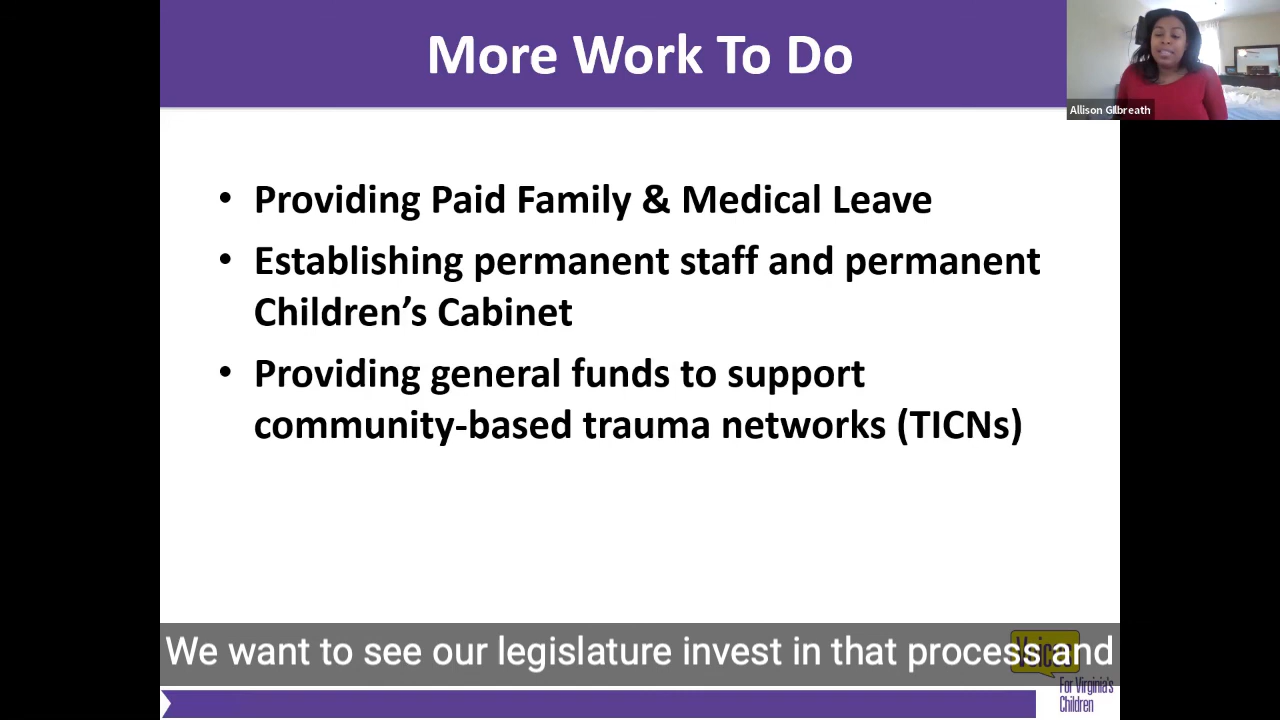 More Work To Do
Allison Gilbreath
• Providing Paid Family & Medical Leave
• Establishing permanent staff and permanent
Children’s Cabinet
• Providing general funds to support
community-based trauma networks (TICNs)
We want to see our legislature invest in that process and
Voices
For Virginia's
Children